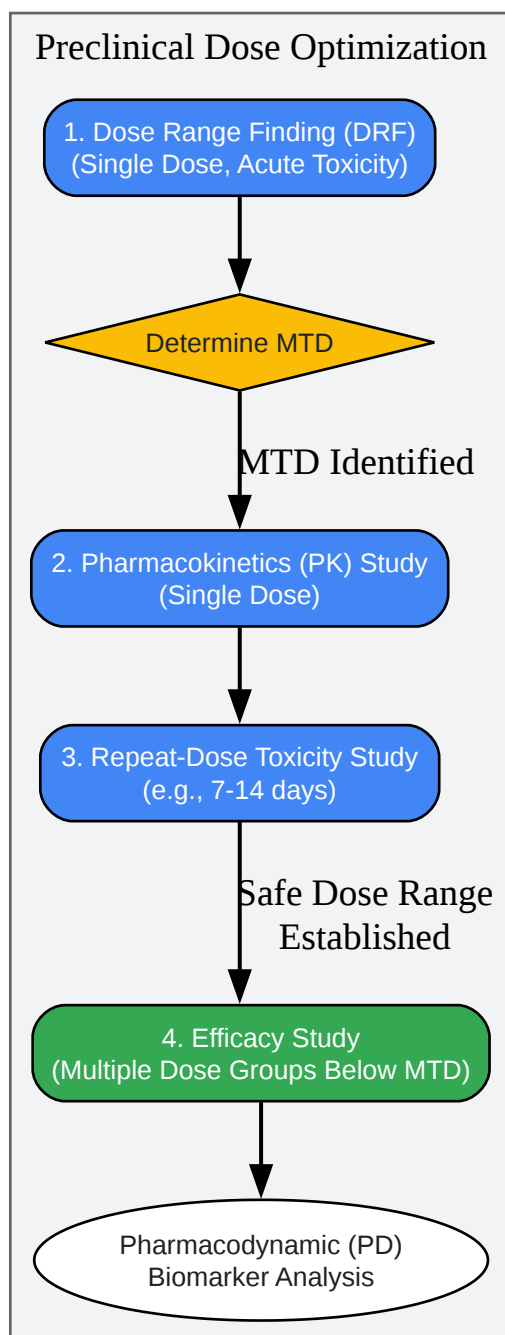 Preclinical Dose Optimization
1. Dose Range Finding (DRF)
(Single Dose, Acute Toxicity)
Determine MTD
MTD Identified
2. Pharmacokinetics (PK) Study
(Single Dose)
3. Repeat-Dose Toxicity Study
(e.g., 7-14 days)
Safe Dose Range
Established
4. Efficacy Study
(Multiple Dose Groups Below MTD)
Pharmacodynamic (PD)
Biomarker Analysis